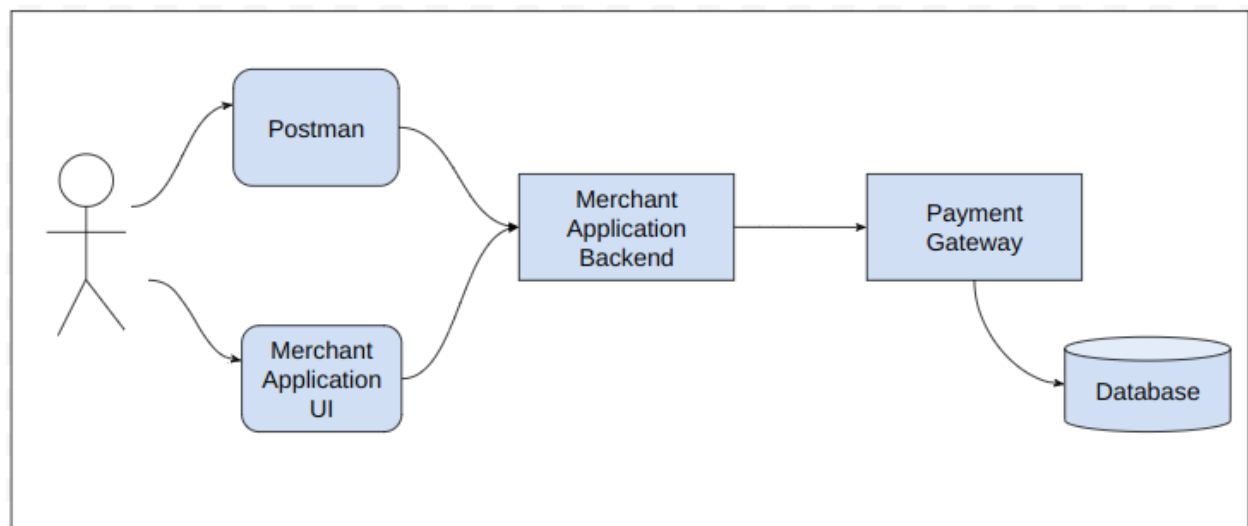 Postman
Merchant
Application
UI
Merchant
Application
Backend
Payment
Gateway
Database